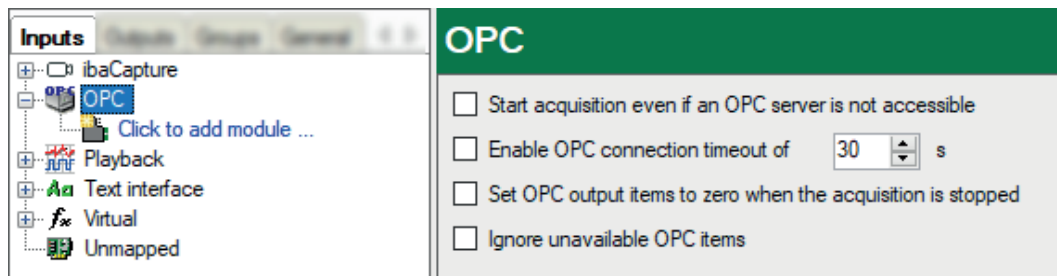 Inputs
ibaCapture
OPC
Click to add module ...
Playback
Text interface
Virtual
Unmapped
OPC
Start acquisition even if an OPC server is not accessible
Enable OPC connection timeout of 30 s
Set OPC output items to zero when the acquisition is stopped
Ignore unavailable OPC items